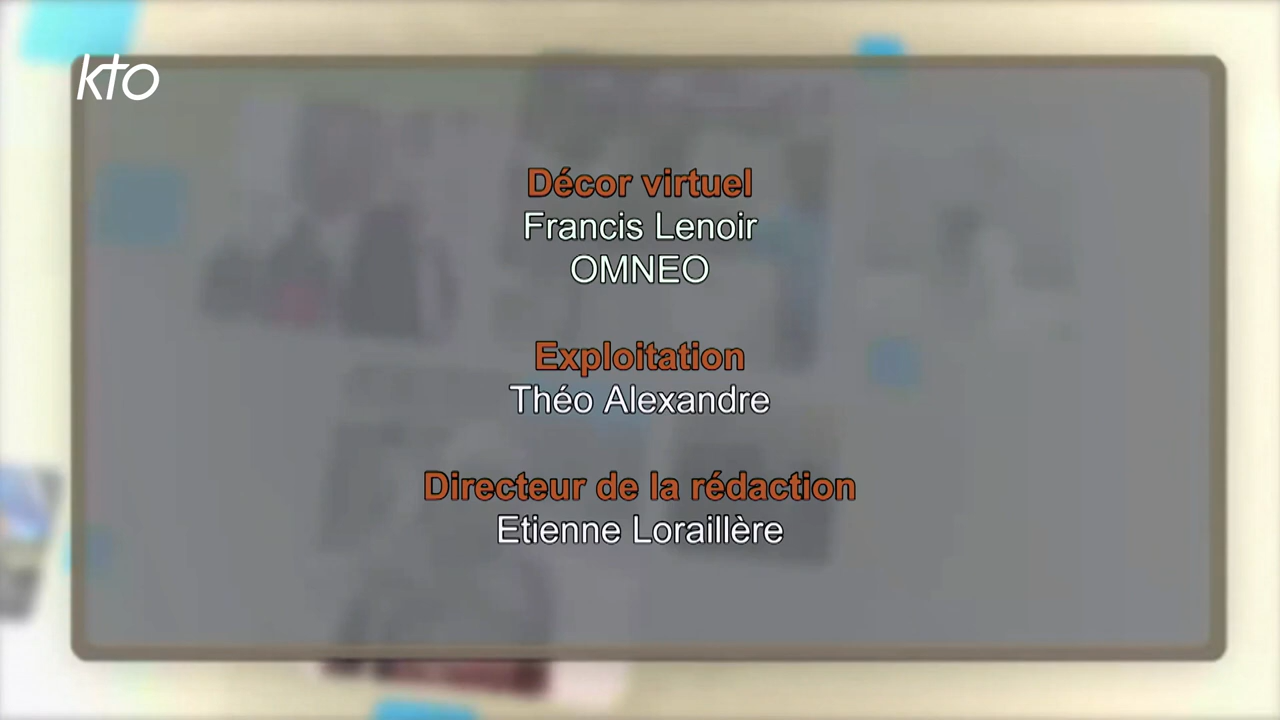 kto
Décor virtuel
Francis Lenoir
OMNEO
Exploitation
Théo Alexandre
Directeur de la rédaction
Etienne Loraillère